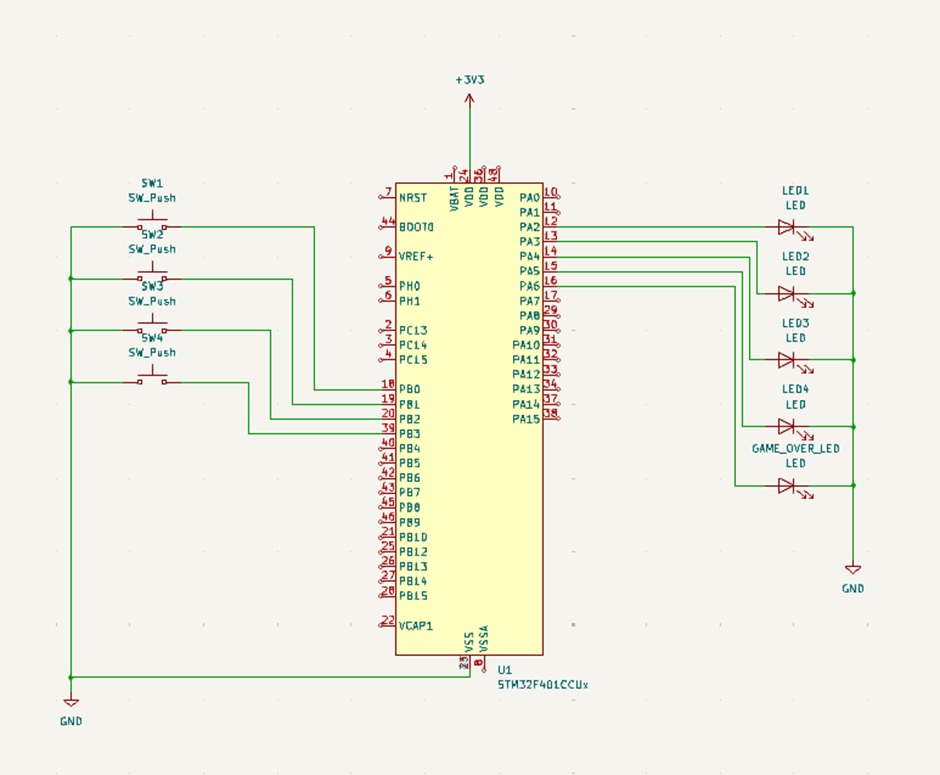 +3V3
SW1
SW_Push
SW2
SW_Push
SW3
SW_Push
SW4
SW_Push
1
24
36
48
VBAT
VDD
VDD
VDD
7
NRST
44
BOOT0
9
VREF+
5
PH0
6
PH1
2
PC13
3
PC14
4
PC15
18
PB0
19
PB1
20
PB2
39
PB3
40
PB4
41
PB5
42
PB6
43
PB7
45
PB8
46
PB9
21
PB10
25
PB12
26
PB13
27
PB14
28
PB15
22
VCAP1
PA0
10
PA1
11
PA2
12
PA3
13
PA4
14
PA5
15
PA6
16
PA7
17
PA8
29
PA9
30
PA10
31
PA11
32
PA12
33
PA13
34
PA14
37
PA15
38
VSS
VSSA
23
8
U1
STM32F401CCUx
LED1
LED
LED2
LED
LED3
LED
LED4
LED
GAME_OVER_LED
LED
GND
GND